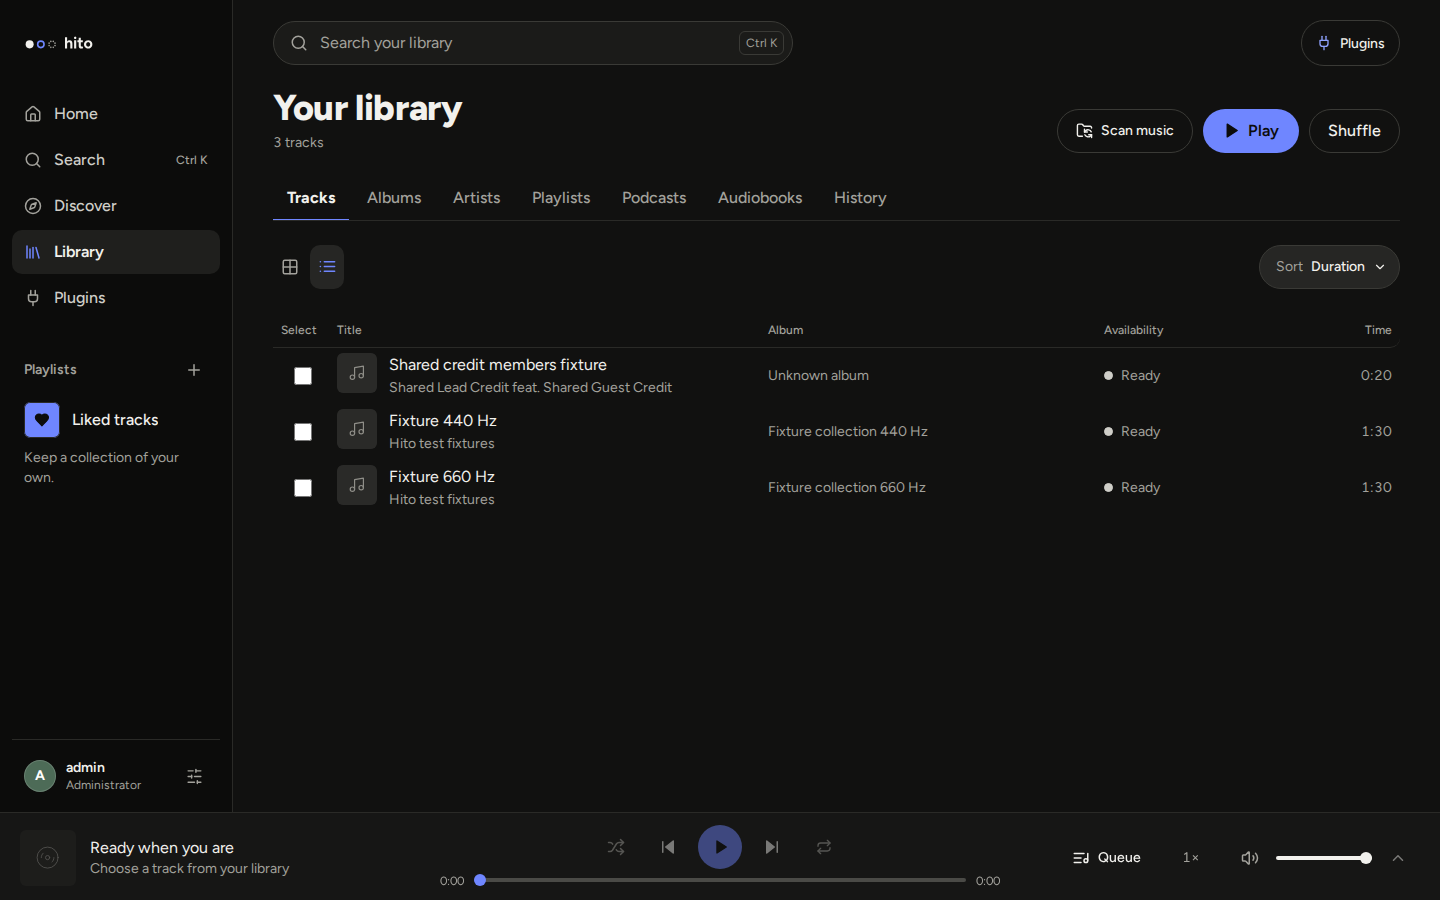 hito
Search your library
Ctrl K
Plugins
Home
Search
Ctrl K
Discover
Library
Plugins
Playlists
Liked tracks
Keep a collection of your
own.
admin
Administrator
A
Your library
3 tracks
Scan music
Play
Shuffle
Tracks
Albums
Artists
Playlists
Podcasts
Audiobooks
History
Sort Duration
Select
Title
Album
Availability
Time
Shared credit members fixture
Shared Lead Credit feat. Shared Guest Credit
Unknown album
Ready
0:20
Fixture 440 Hz
Hito test fixtures
Fixture collection 440 Hz
Ready
1:30
Fixture 660 Hz
Hito test fixtures
Fixture collection 660 Hz
Ready
1:30
Ready when you are
Choose a track from your library
0:00
0:00
Queue
1×